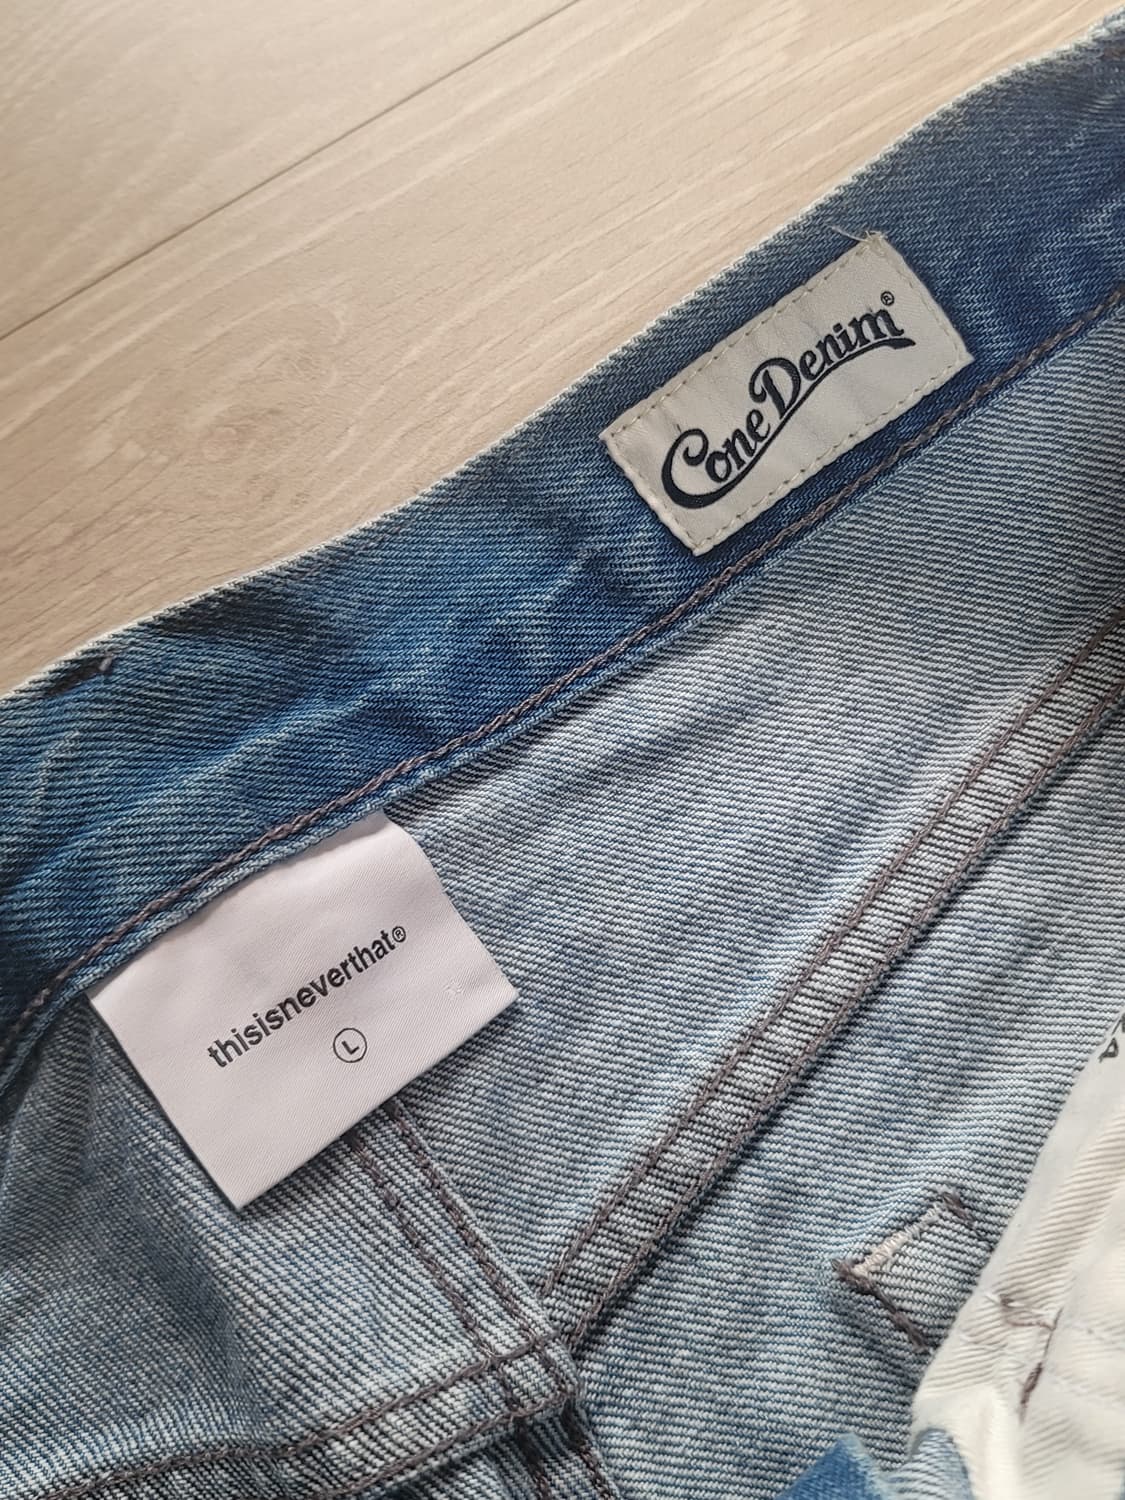 Cone Denim®
thisisneverthat®
L